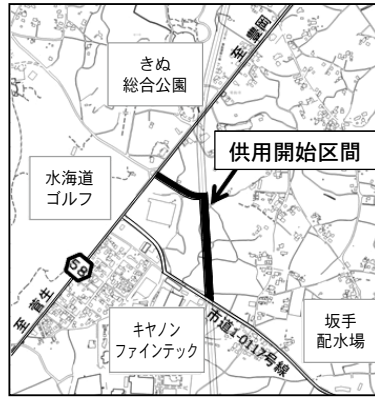 至豊岡
きぬ
総合公園
供用開始区間
水海道
ゴルフ
58
至菅生
キヤノン
ファインテック
市道1-0117号線
坂手
配水場